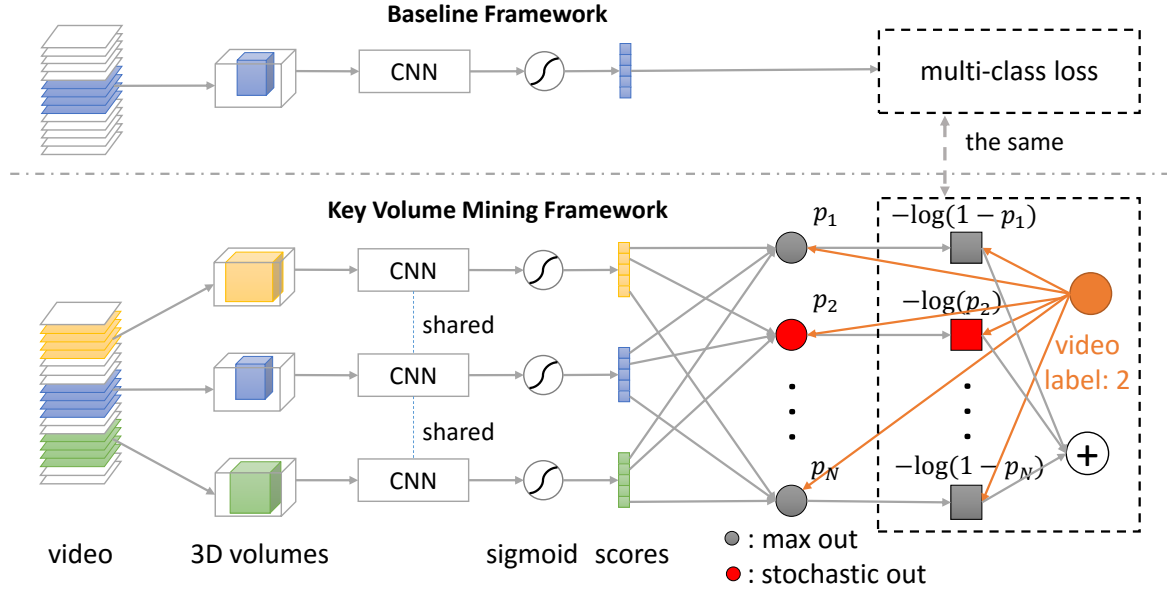 Baseline Framework
CNN
multi-class loss
the same
Key Volume Mining Framework
p₁
−log(1 − p₁)
CNN
shared
p₂
−log(p₂)
CNN
video
label: 2
shared
CNN
p_N
−log(1 − p_N)
+
video
3D volumes
sigmoid
scores
: max out
: stochastic out